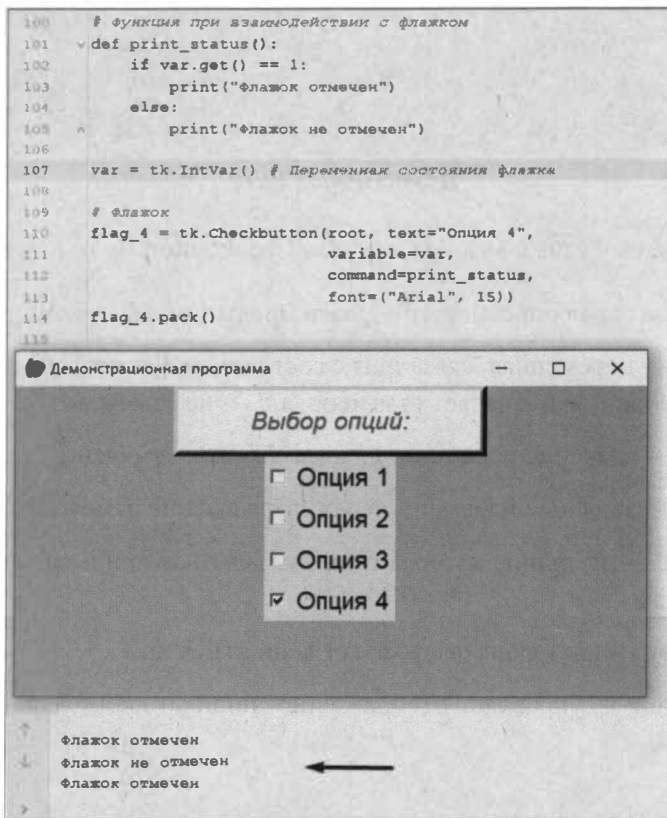 100 # Функция при взаимодействии с флажком
101 def print_status():
102 if var.get() == 1:
103 print("Флажок отмечен")
104 else:
105 print("Флажок не отмечен")
106
107 var = tk.IntVar() # Переменная состояния флажка
108
109 # Флажок
110 flag_4 = tk.Checkbutton(root, text="Опция 4",
111 variable=var,
112 command=print_status,
113 font=("Arial", 15))
114 flag_4.pack()
115
Демонстрационная программа
Выбор опций:
Опция 1
Опция 2
Опция 3
Опция 4
Флажок отмечен
Флажок не отмечен
Флажок отмечен